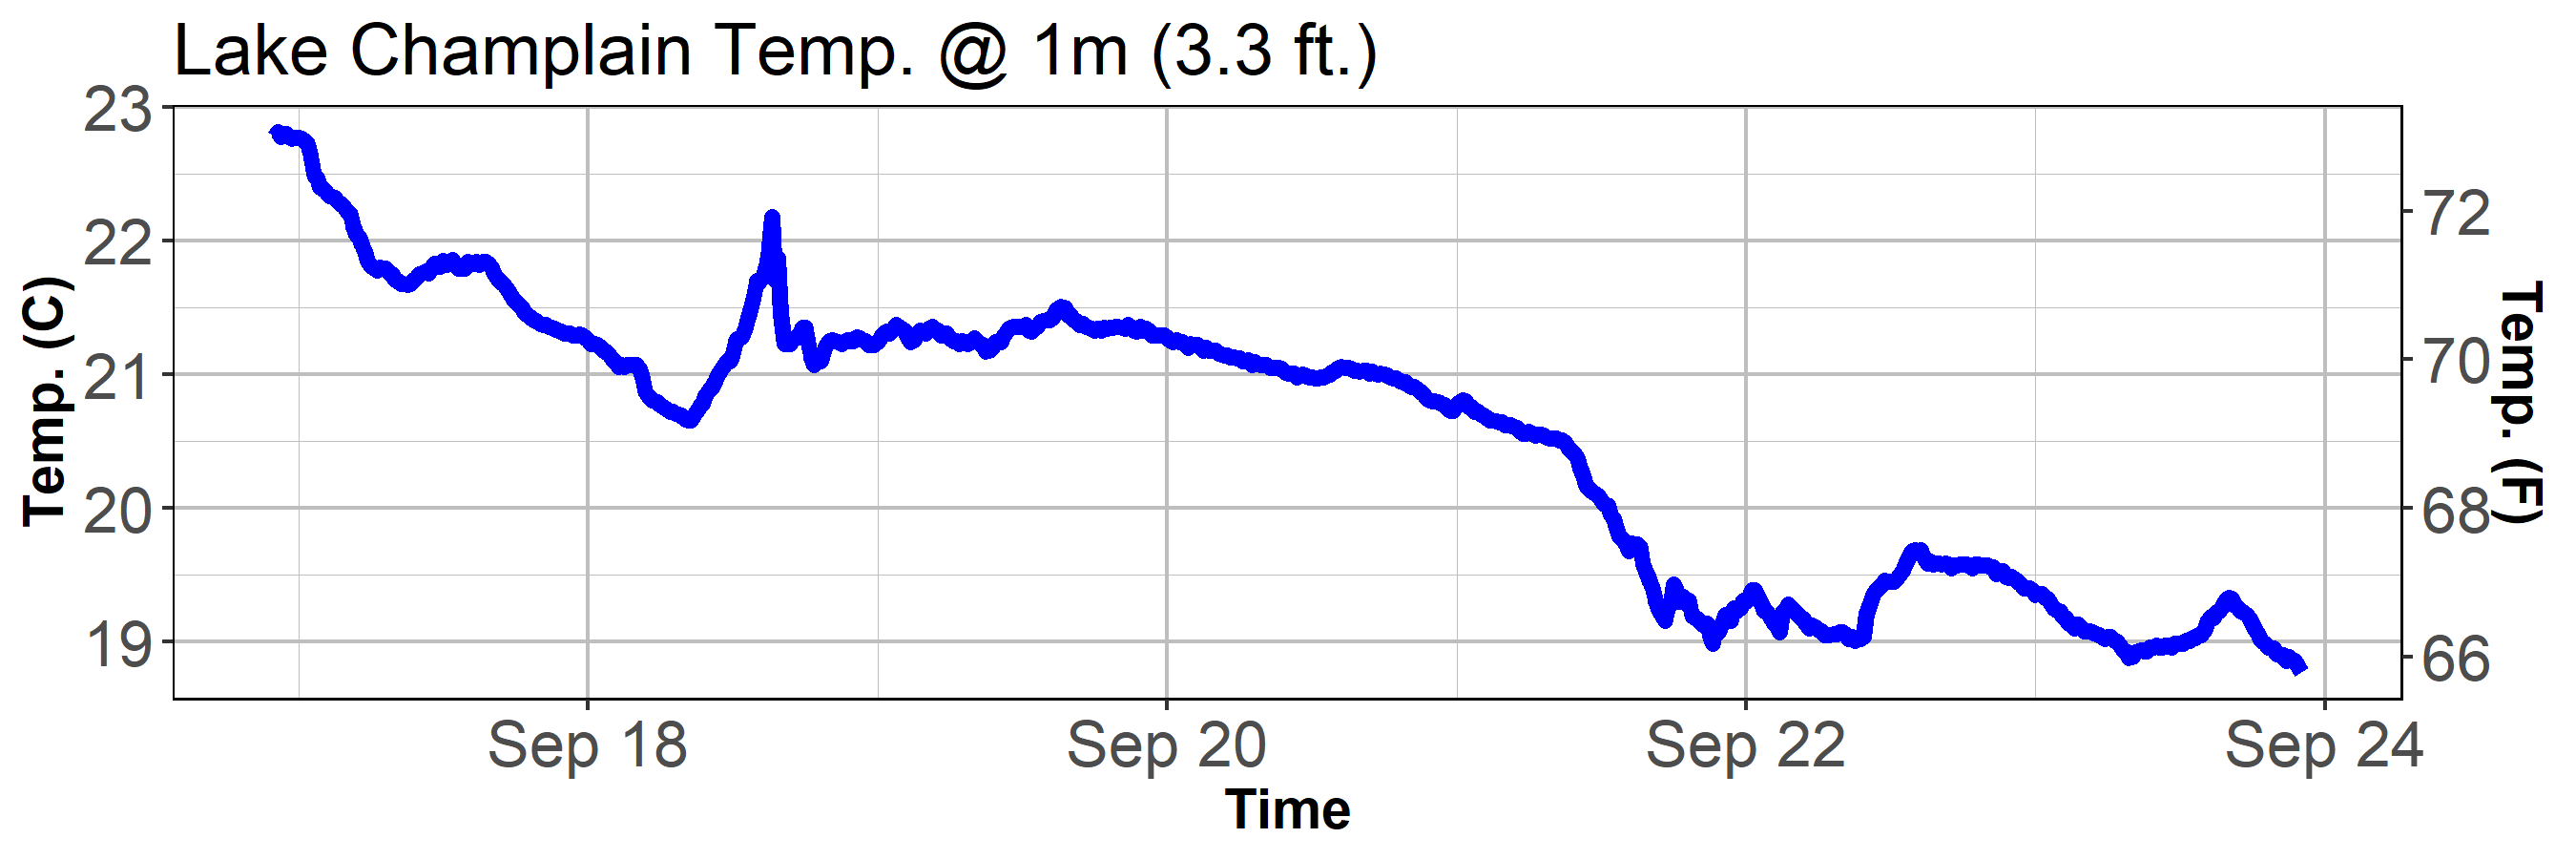 Lake Champlain Temp. @ 1m (3.3 ft.)
23
22
21
20
19
Temp. (C)
72
70
68
66
Temp. (F)
Sep 18 Sep 20 Sep 22 Sep 24
Time